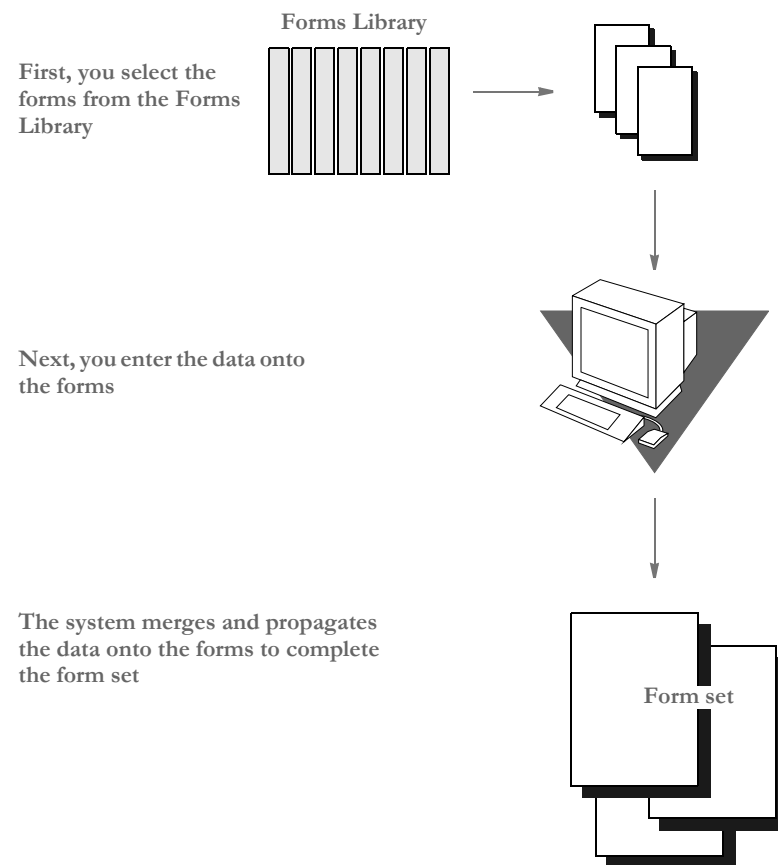 Forms Library
First, you select the
forms from the Forms
Library
Next, you enter the data onto
the forms
The system merges and propagates
the data onto the forms to complete
the form set
Form set